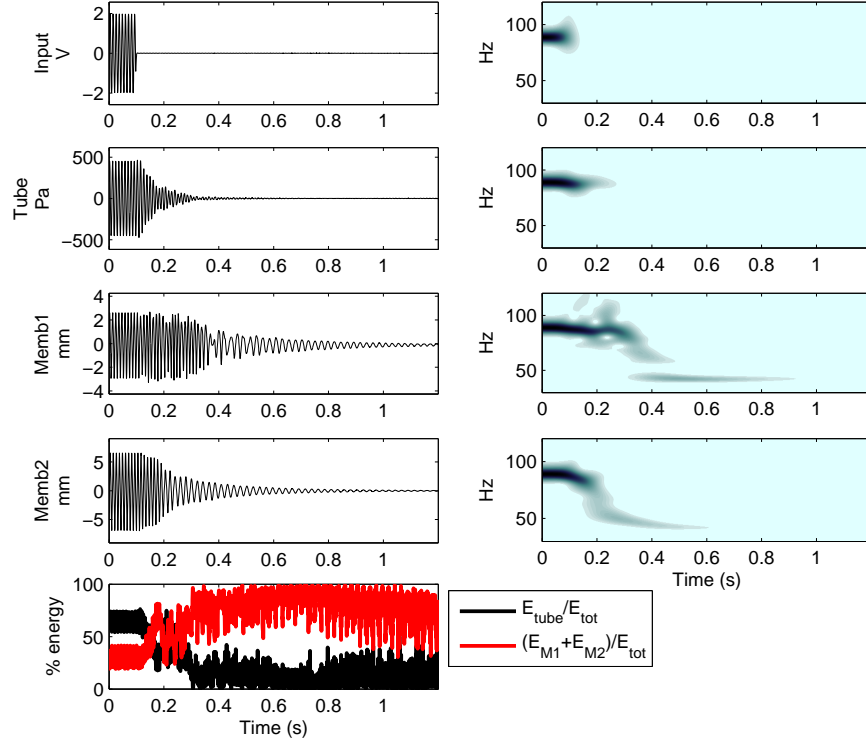 Input
V
2
0
−2
0 0.2 0.4 0.6 0.8 1
Hz
100
50
0 0.2 0.4 0.6 0.8 1
Tube
Pa
500
0
−500
0 0.2 0.4 0.6 0.8 1
Hz
100
50
0 0.2 0.4 0.6 0.8 1
Memb1
mm
4
2
0
−2
−4
0 0.2 0.4 0.6 0.8 1
Hz
100
50
0 0.2 0.4 0.6 0.8 1
Memb2
mm
5
0
−5
0 0.2 0.4 0.6 0.8 1
Hz
100
50
0 0.2 0.4 0.6 0.8 1
Time (s)
% energy
100
50
0
0 0.2 0.4 0.6 0.8 1
Time (s)
E_tube/E_tot
(E_M1+E_M2)/E_tot